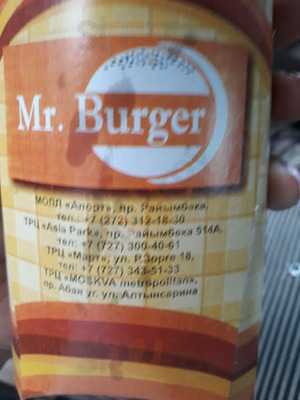 Mr. Burger
МОЛЛ «Апорт», пр. Райымбека,
тел.: +7 (272) 312-18-30
ТРЦ «Asia Park», пр. Райымбека 514А,
тел: +7 (727) 300-40-61
ТРЦ «Март», ул. Р.Зорге 18,
тел: +7 (727) 343-51-33
ТРЦ «MOSKVA metropolitan»,
пр. Абая уг. ул. Алтынсарина